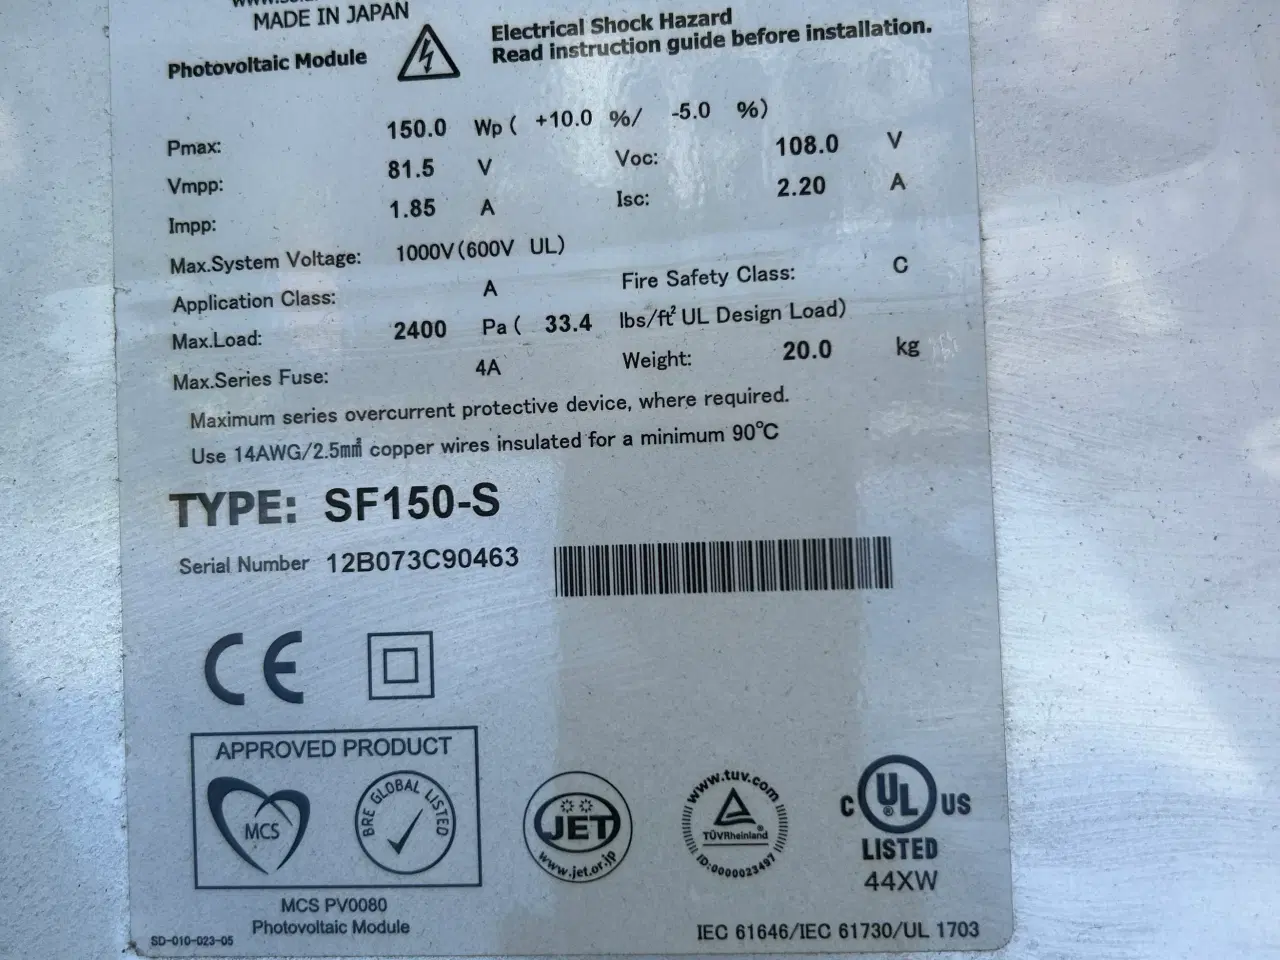 MADE IN JAPAN
Photovoltaic Module
Electrical Shock Hazard
Read instruction guide before installation.
Pmax: 150.0 Wp ( +10.0 %/ -5.0 %)
Vmpp: 81.5 V Voc: 108.0 V
Impp: 1.85 A Isc: 2.20 A
Max.System Voltage: 1000V(600V UL)
Application Class: A Fire Safety Class: C
Max.Load: 2400 Pa ( 33.4 lbs/ft² UL Design Load)
Max.Series Fuse: 4A Weight: 20.0 kg
Maximum series overcurrent protective device, where required.
Use 14AWG/2.5㎟ copper wires insulated for a minimum 90℃
TYPE: SF150-S
Serial Number 12B073C90463
CE
APPROVED PRODUCT
MCS
BRE GLOBAL LISTED
MCS PV0080
Photovoltaic Module
SD-010-023-05
JET
www.jet.or.jp
www.tuv.com
TÜVRheinland®
ID:0000023497
C UL® US
LISTED
44XW
IEC 61646/IEC 61730/UL 1703